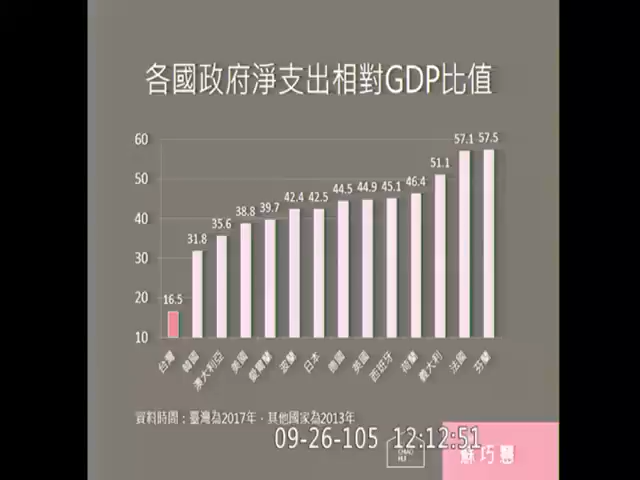 各國政府淨支出相對GDP比值
60
50
40
30
20
10
16.5
31.8
35.6
38.8
39.7
42.4
42.5
44.5
44.9
45.1
46.4
51.1
57.1
57.5
台灣
韓國
澳大利亞
美國
愛爾蘭
波蘭
日本
德國
英國
西班牙
荷蘭
義大利
法國
芬蘭
資料時間：臺灣為2017年，其他國家為2013年
09-26-105 12:12:51
CHIAO
HUI
蘇巧慧